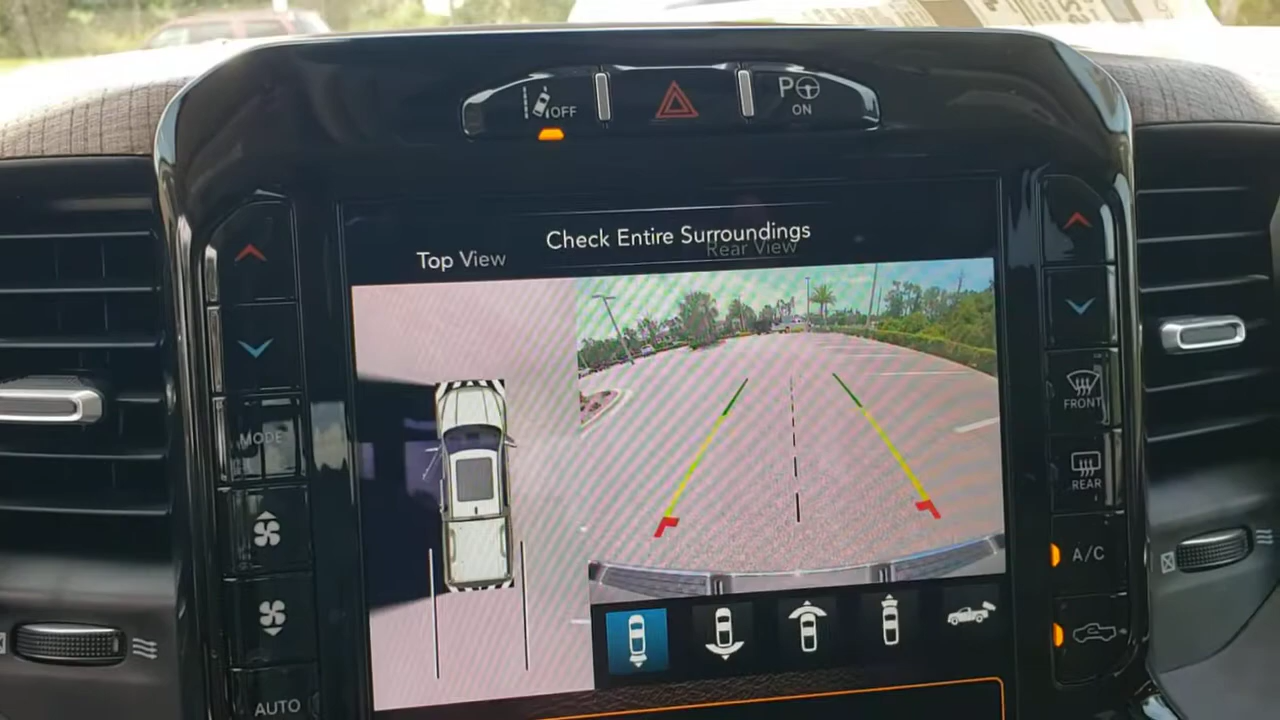 OFF
P
ON
Check Entire Surroundings
Top View
Rear View
MODE
FRONT
REAR
A/C
AUTO